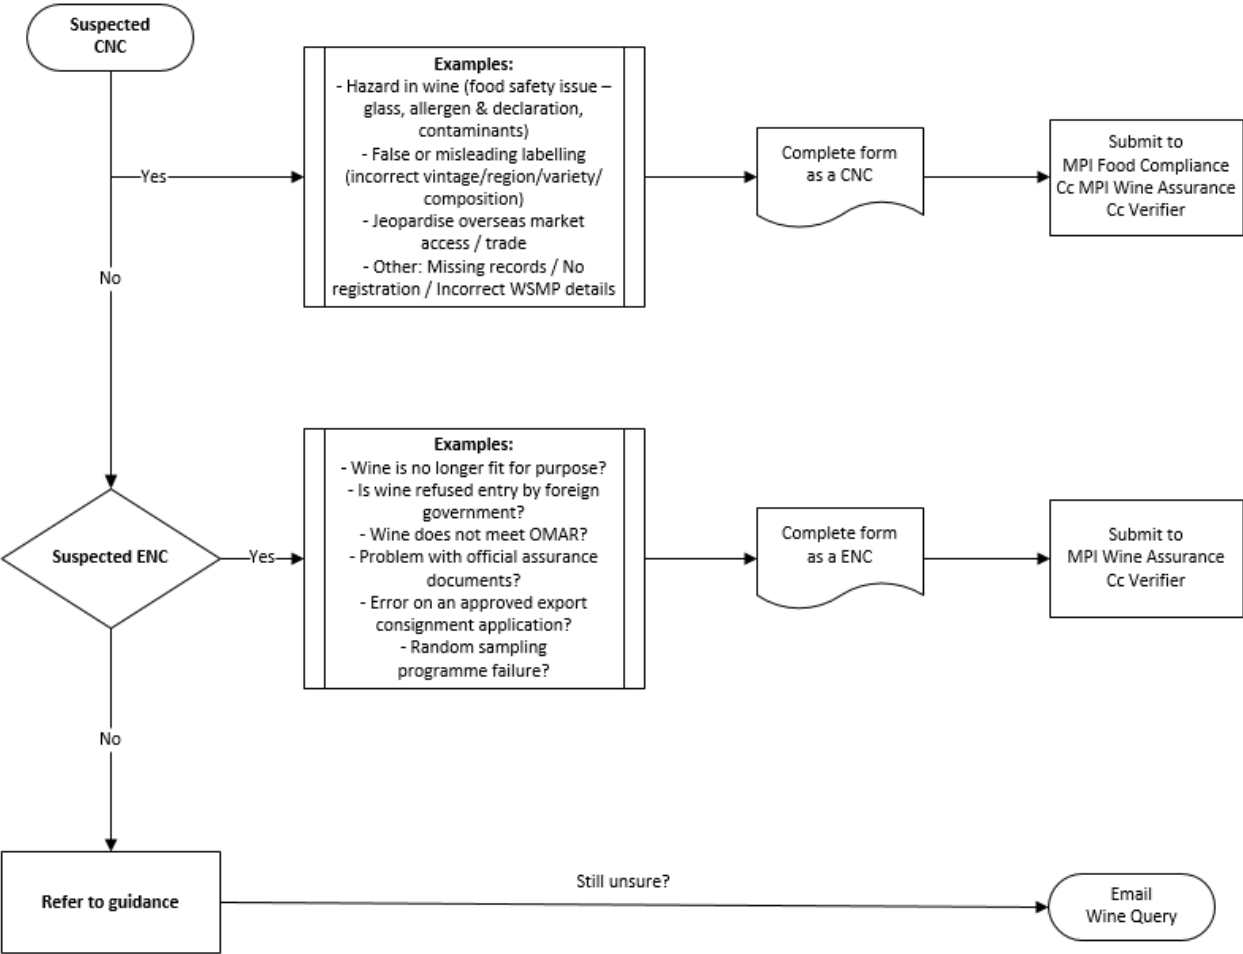 Suspected
CNC
Yes
Examples:
- Hazard in wine (food safety issue –
glass, allergen & declaration,
contaminants)
- False or misleading labelling
(incorrect vintage/region/variety/
composition)
- Jeopardise overseas market
access / trade
- Other: Missing records / No
registration / Incorrect WSMP details
Complete form
as a CNC
Submit to
MPI Food Compliance
Cc MPI Wine Assurance
Cc Verifier
No
Suspected ENC
Yes
Examples:
- Wine is no longer fit for purpose?
- Is wine refused entry by foreign
government?
- Wine does not meet OMAR?
- Problem with official assurance
documents?
- Error on an approved export
consignment application?
- Random sampling
programme failure?
Complete form
as a ENC
Submit to
MPI Wine Assurance
Cc Verifier
No
Refer to guidance
Still unsure?
Email
Wine Query